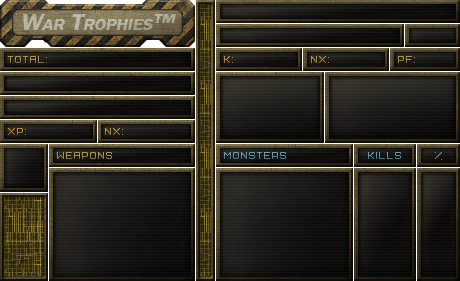 War Trophies™
TOTAL:
K: NX: PF:
XP: NX:
WEAPONS
MONSTERS KILLS %